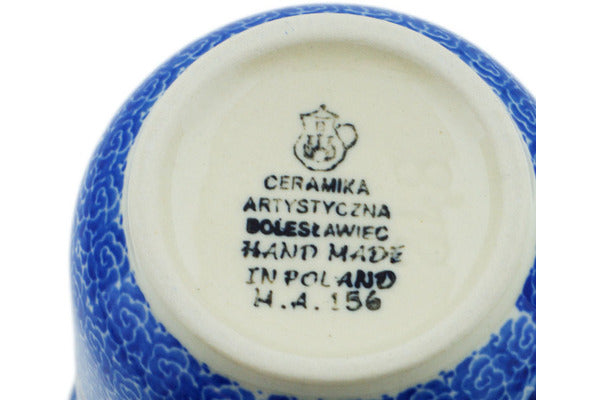 CERAMIKA
ARTYSTYCZNA
BOLESŁAWIEC
HAND MADE
IN POLAND
H.A.156